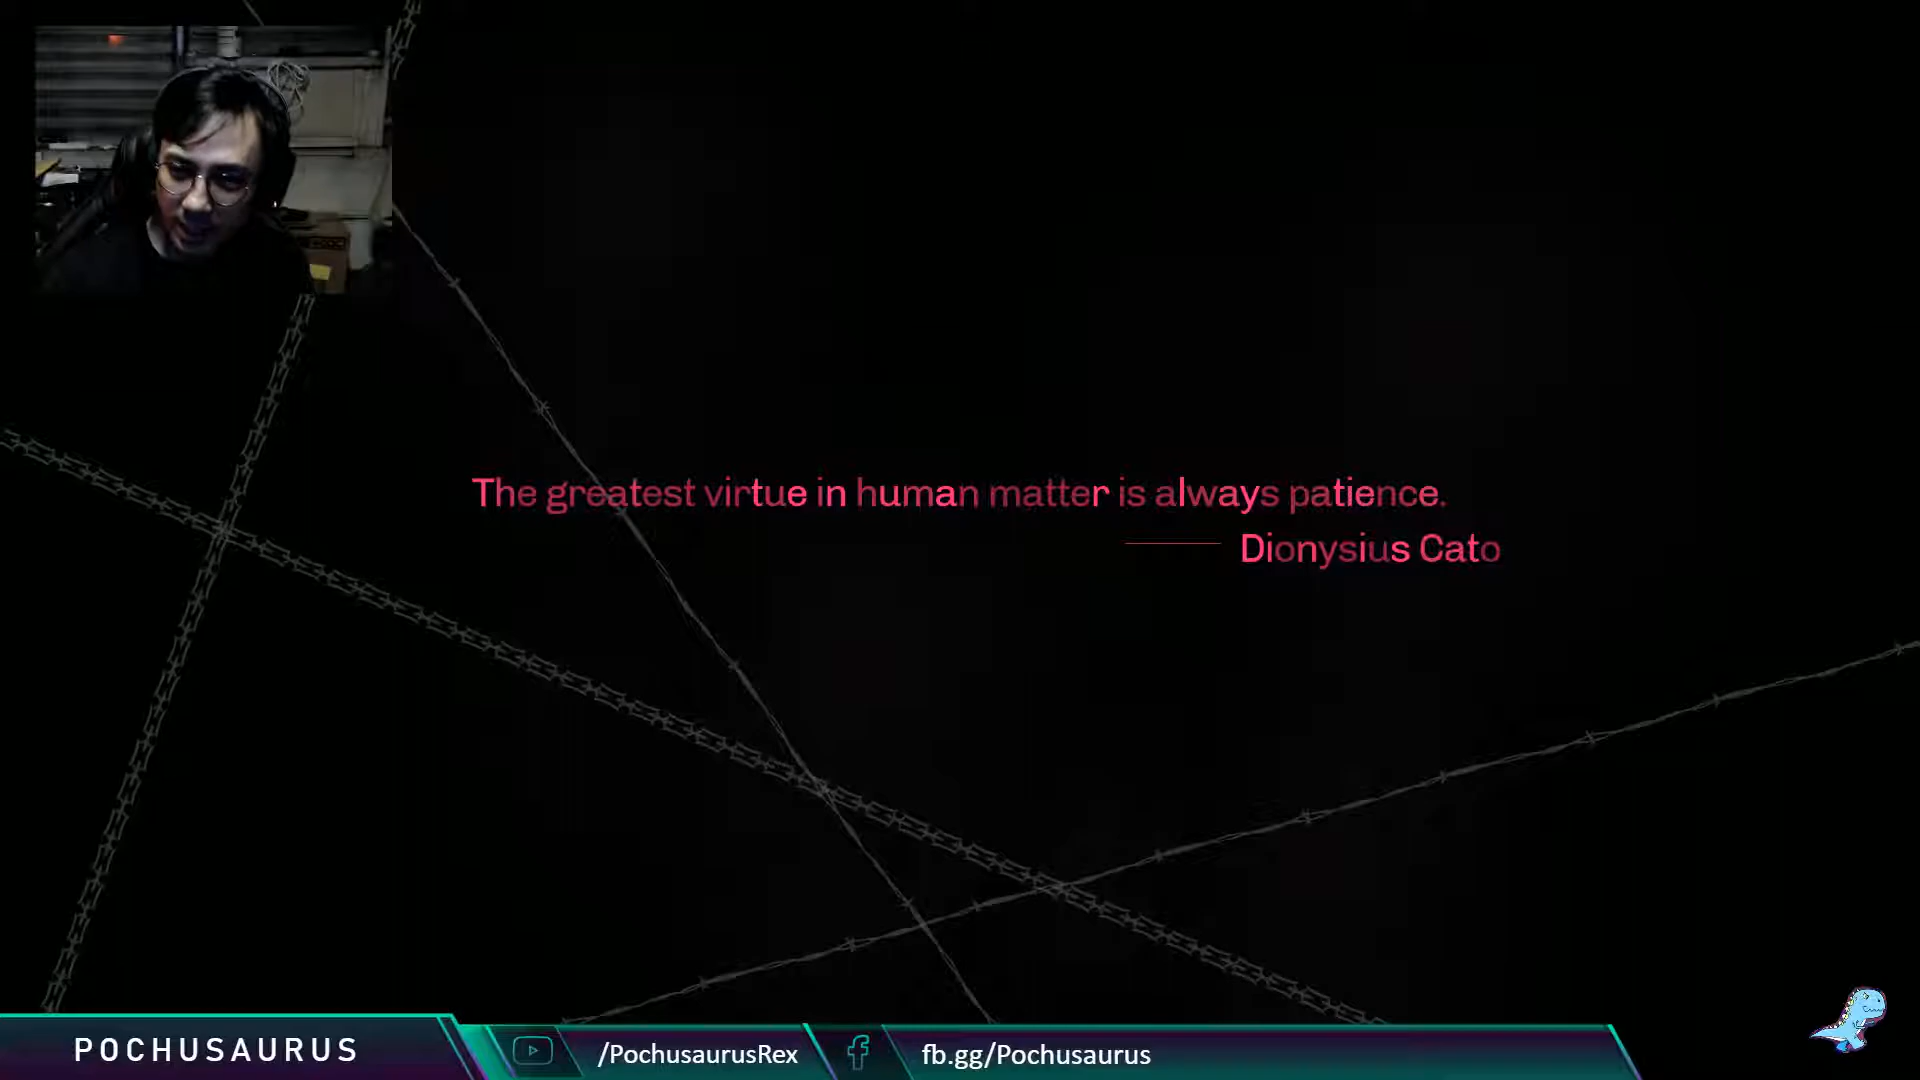 The greatest virtue in human matter is always patience.
Dionysius Cato
POCHUSAURUS
/PochusaurusRex
fb.gg/Pochusaurus